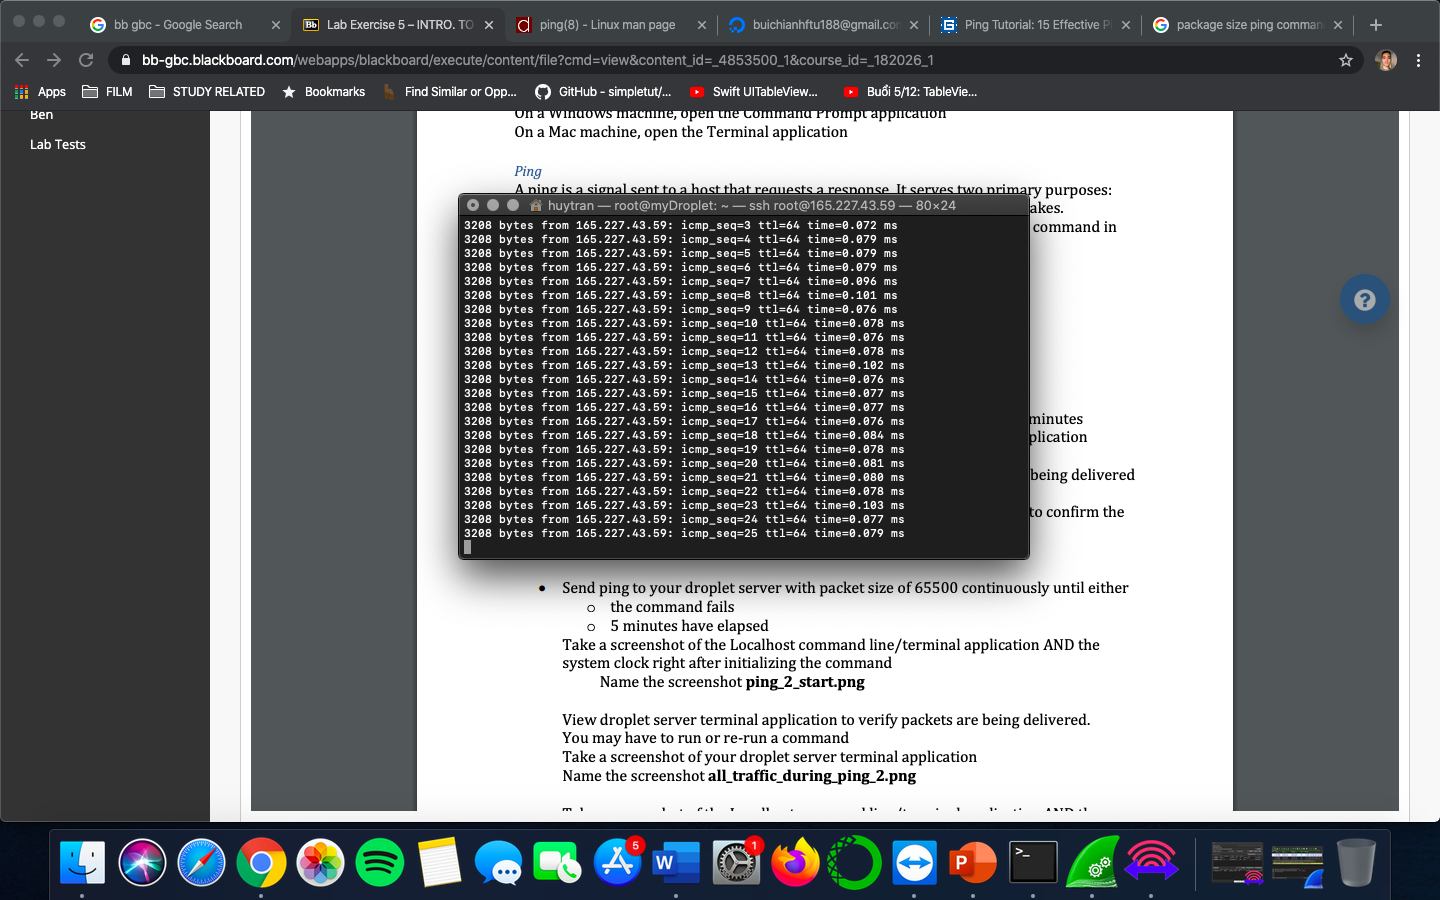 bb gbc - Google Search
Lab Exercise 5 – INTRO. TO
ping(8) - Linux man page
buichianhftu188@gmail.co
Ping Tutorial: 15 Effective P
package size ping comman
bb-gbc.blackboard.com/webapps/blackboard/execute/content/file?cmd=view&content_id=_4853500_1&course_id=_182026_1
Apps
FILM
STUDY RELATED
Bookmarks
Find Similar or Opp...
GitHub - simpletut/...
Swift UITableView...
Buổi 5/12: TableVie...
Ben
Lab Tests
On a Windows machine, open the Command Prompt application
On a Mac machine, open the Terminal application
Ping
A ping is a signal sent to a host that requests a response. It serves two primary purposes:
akes.
command in
huytran — root@myDroplet: ~ — ssh root@165.227.43.59 — 80×24
3208 bytes from 165.227.43.59: icmp_seq=3 ttl=64 time=0.072 ms
3208 bytes from 165.227.43.59: icmp_seq=4 ttl=64 time=0.079 ms
3208 bytes from 165.227.43.59: icmp_seq=5 ttl=64 time=0.079 ms
3208 bytes from 165.227.43.59: icmp_seq=6 ttl=64 time=0.079 ms
3208 bytes from 165.227.43.59: icmp_seq=7 ttl=64 time=0.096 ms
3208 bytes from 165.227.43.59: icmp_seq=8 ttl=64 time=0.101 ms
3208 bytes from 165.227.43.59: icmp_seq=9 ttl=64 time=0.076 ms
3208 bytes from 165.227.43.59: icmp_seq=10 ttl=64 time=0.078 ms
3208 bytes from 165.227.43.59: icmp_seq=11 ttl=64 time=0.076 ms
3208 bytes from 165.227.43.59: icmp_seq=12 ttl=64 time=0.078 ms
3208 bytes from 165.227.43.59: icmp_seq=13 ttl=64 time=0.102 ms
3208 bytes from 165.227.43.59: icmp_seq=14 ttl=64 time=0.076 ms
3208 bytes from 165.227.43.59: icmp_seq=15 ttl=64 time=0.077 ms
3208 bytes from 165.227.43.59: icmp_seq=16 ttl=64 time=0.077 ms
3208 bytes from 165.227.43.59: icmp_seq=17 ttl=64 time=0.076 ms
3208 bytes from 165.227.43.59: icmp_seq=18 ttl=64 time=0.084 ms
3208 bytes from 165.227.43.59: icmp_seq=19 ttl=64 time=0.078 ms
3208 bytes from 165.227.43.59: icmp_seq=20 ttl=64 time=0.081 ms
3208 bytes from 165.227.43.59: icmp_seq=21 ttl=64 time=0.080 ms
3208 bytes from 165.227.43.59: icmp_seq=22 ttl=64 time=0.078 ms
3208 bytes from 165.227.43.59: icmp_seq=23 ttl=64 time=0.103 ms
3208 bytes from 165.227.43.59: icmp_seq=24 ttl=64 time=0.077 ms
3208 bytes from 165.227.43.59: icmp_seq=25 ttl=64 time=0.079 ms
minutes
plication
being delivered
to confirm the
• Send ping to your droplet server with packet size of 65500 continuously until either
o the command fails
o 5 minutes have elapsed
Take a screenshot of the Localhost command line/terminal application AND the
system clock right after initializing the command
Name the screenshot ping_2_start.png
View droplet server terminal application to verify packets are being delivered.
You may have to run or re-run a command
Take a screenshot of your droplet server terminal application
Name the screenshot all_traffic_during_ping_2.png
5
1